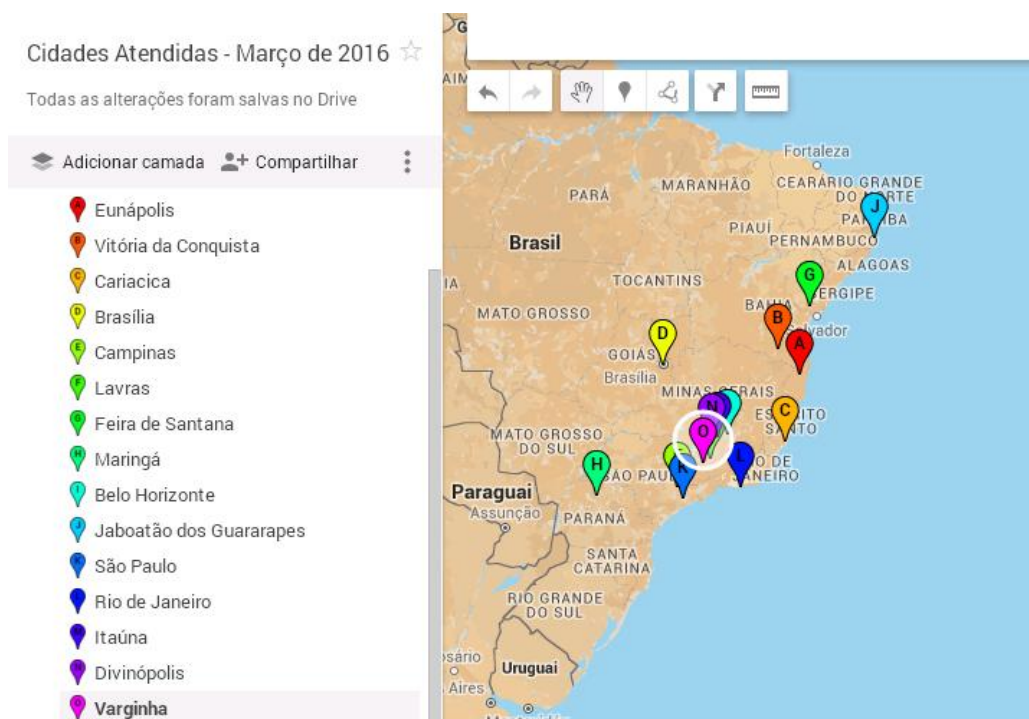 Cidades Atendidas - Março de 2016
Todas as alterações foram salvas no Drive
Adicionar camada Compartilhar
A Eunápolis
B Vitória da Conquista
C Cariacica
D Brasília
E Campinas
F Lavras
G Feira de Santana
H Maringá
I Belo Horizonte
J Jaboatão dos Guararapes
K São Paulo
L Rio de Janeiro
M Itaúna
N Divinópolis
O Varginha
Fortaleza
MARANHÃO
CEARÁRIO GRANDE
DO NORTE
PARÁ
J
PIAUÍ
PERNAMBUCO
Brasil
ALAGOAS
TOCANTINS
G
SERGIPE
BAHIA
MATO GROSSO
B
Salvador
D
A
GOIÁS
Brasília
MINAS GERAIS
N
C
ESPÍRITO
SANTO
O
MATO GROSSO
DO SUL
H
K
L
RIO DE
JANEIRO
Paraguai
Assunção
PARANÁ
SANTA
CATARINA
RIO GRANDE
DO SUL
Uruguai
Aires